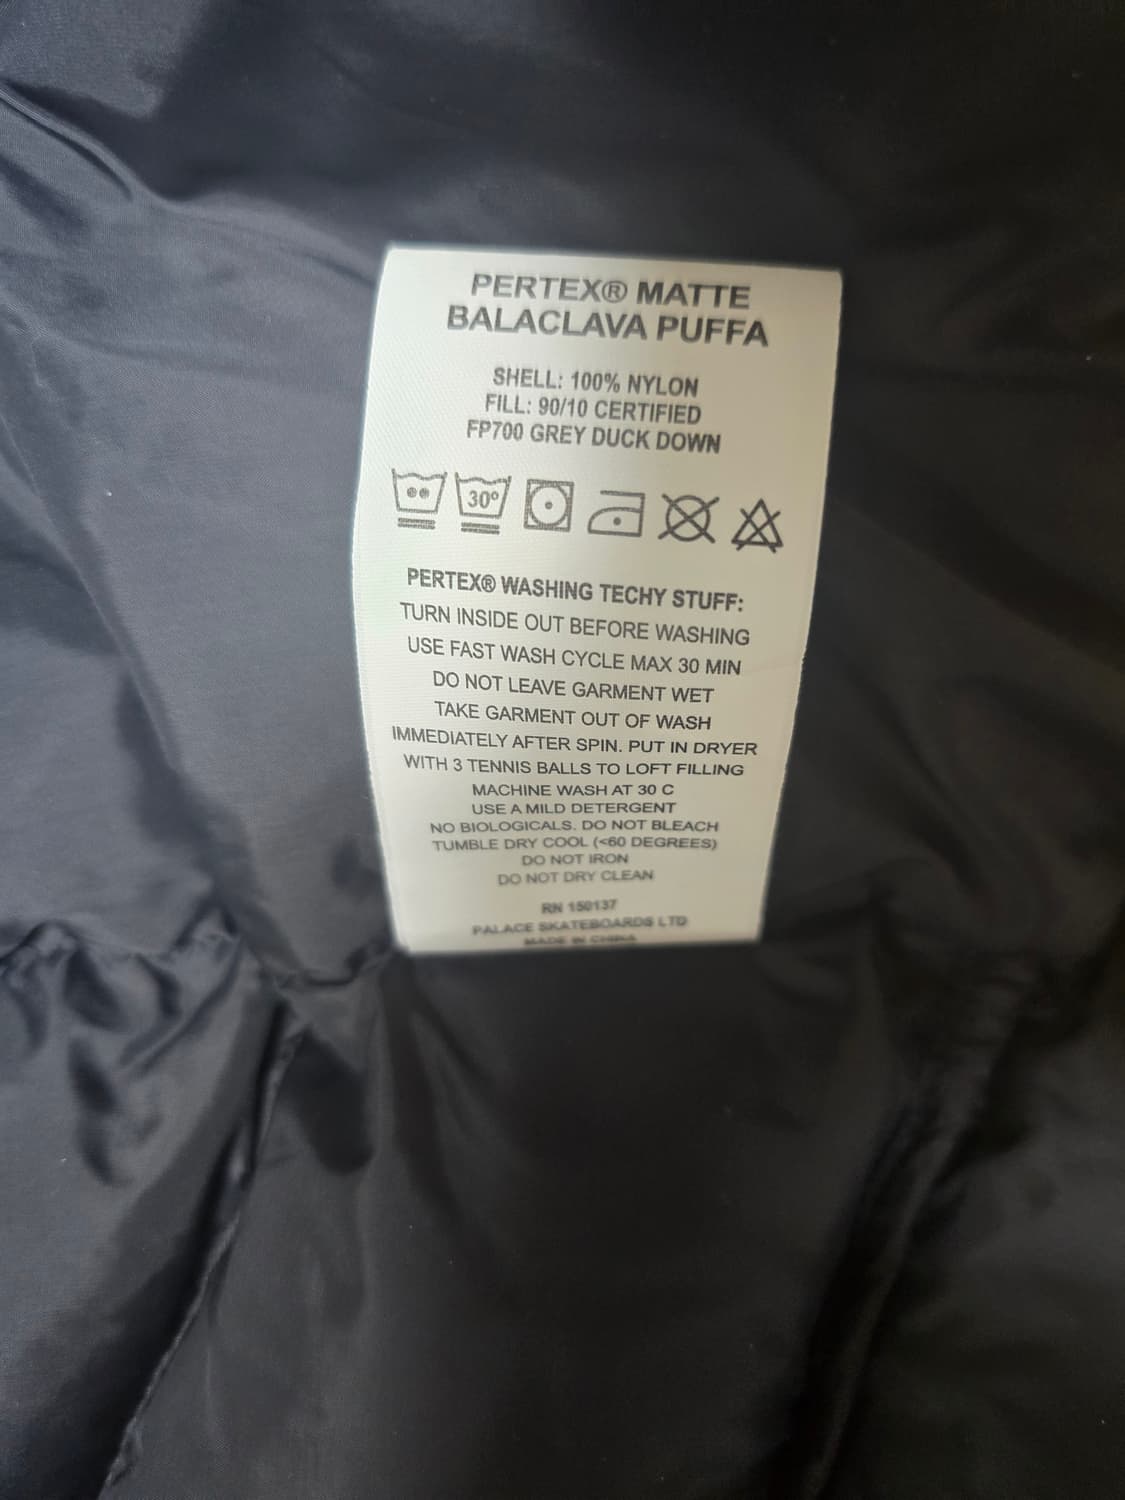 PERTEX® MATTE
BALACLAVA PUFFA
SHELL: 100% NYLON
FILL: 90/10 CERTIFIED
FP700 GREY DUCK DOWN
30°
PERTEX® WASHING TECHY STUFF:
TURN INSIDE OUT BEFORE WASHING
USE FAST WASH CYCLE MAX 30 MIN
DO NOT LEAVE GARMENT WET
TAKE GARMENT OUT OF WASH
IMMEDIATELY AFTER SPIN. PUT IN DRYER
WITH 3 TENNIS BALLS TO LOFT FILLING
MACHINE WASH AT 30 C
USE A MILD DETERGENT
NO BIOLOGICALS. DO NOT BLEACH
TUMBLE DRY COOL (<60 DEGREES)
DO NOT IRON
DO NOT DRY CLEAN
RN 150137
PALACE SKATEBOARDS LTD
MADE IN CHINA